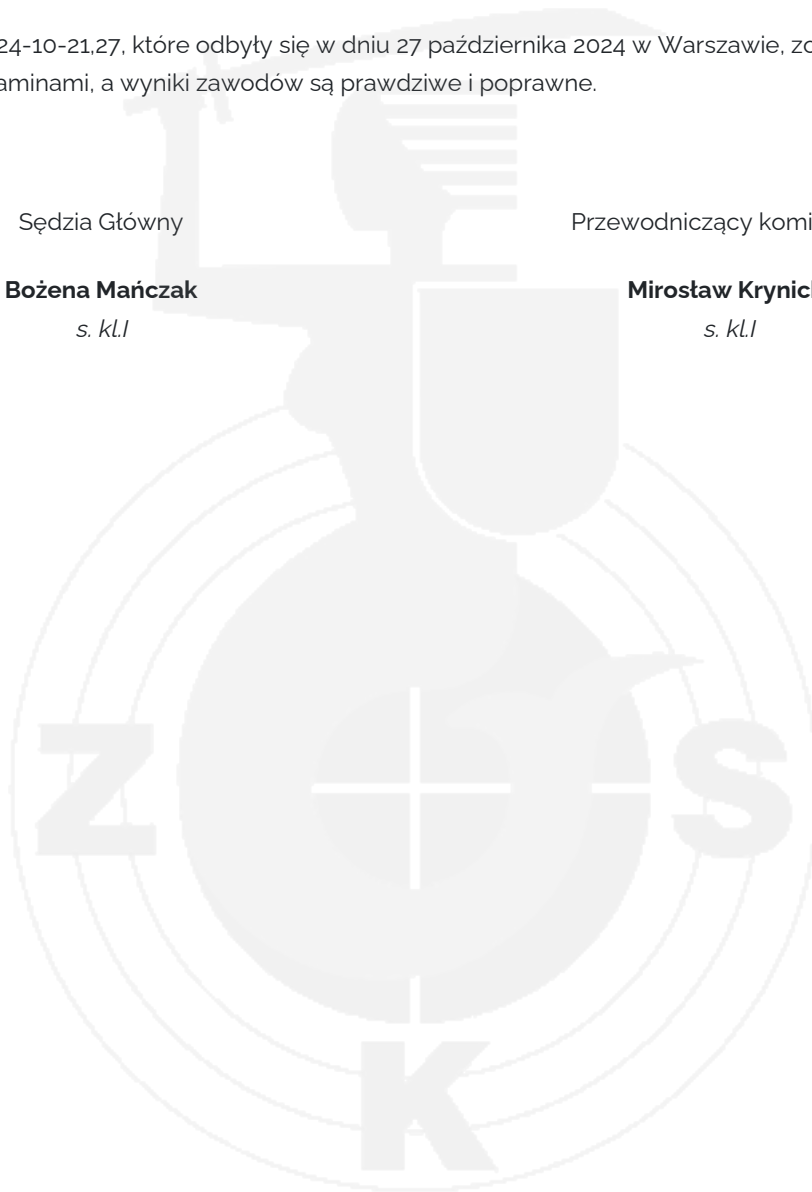 24-10-21,27, które odbyły się w dniu 27 października 2024 w Warszawie, zo
aminami, a wyniki zawodów są prawdziwe i poprawne.
Sędzia Główny Przewodniczący komi
Bożena Mańczak Mirosław Krynic
s. kl.I s. kl.I
Z S
K